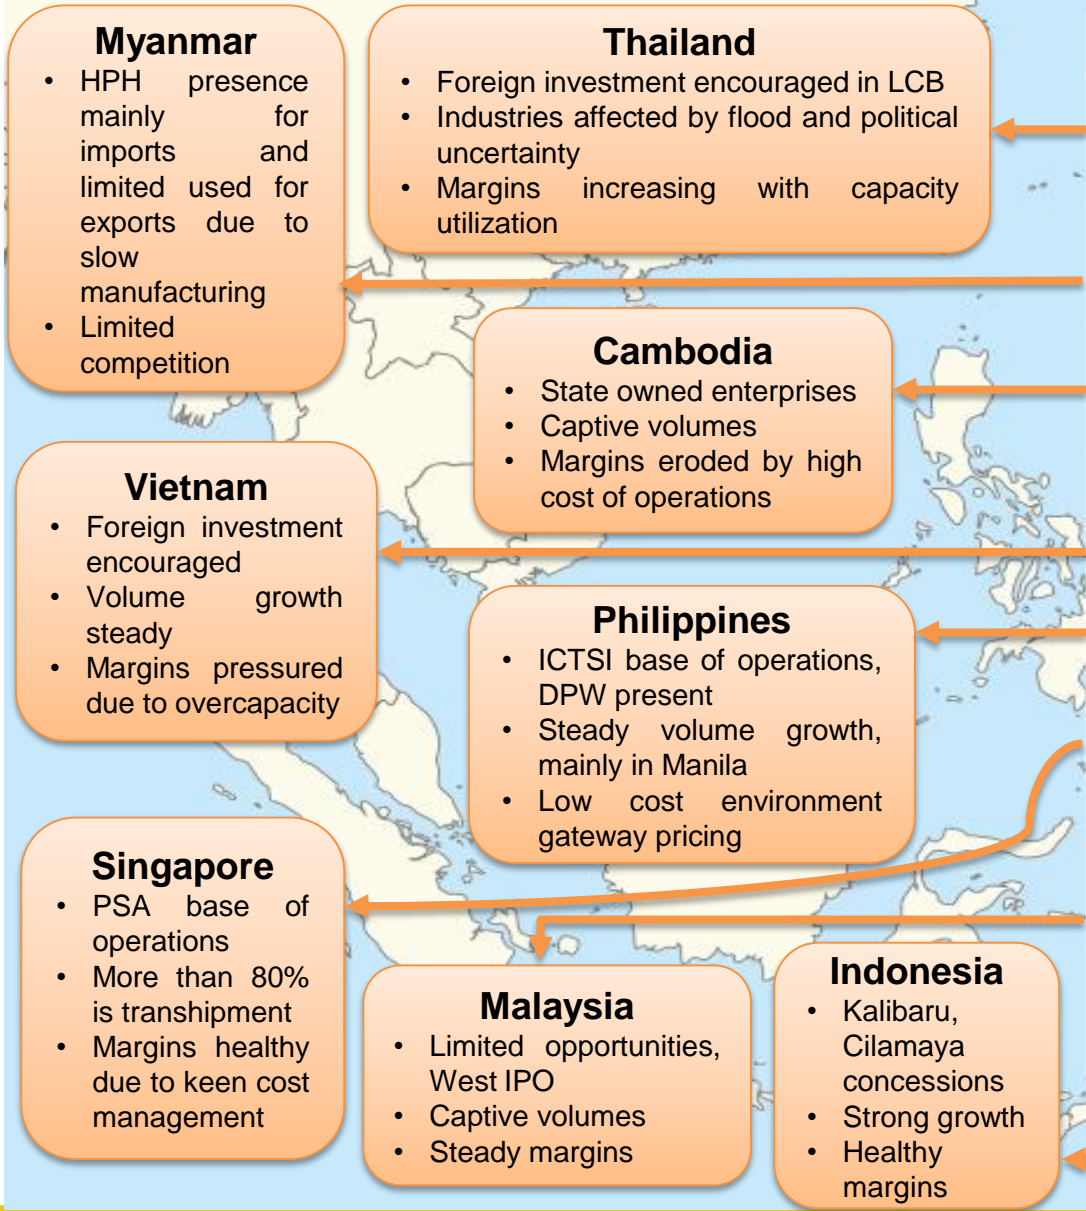 Myanmar
• HPH presence
mainly for
imports and
limited used for
exports due to
slow
manufacturing
• Limited
competition
Thailand
• Foreign investment encouraged in LCB
• Industries affected by flood and political
uncertainty
• Margins increasing with capacity
utilization
Cambodia
• State owned enterprises
• Captive volumes
• Margins eroded by high
cost of operations
Vietnam
• Foreign investment
encouraged
• Volume growth
steady
• Margins pressured
due to overcapacity
Philippines
• ICTSI base of operations,
DPW present
• Steady volume growth,
mainly in Manila
• Low cost environment
gateway pricing
Singapore
• PSA base of
operations
• More than 80%
is transhipment
• Margins healthy
due to keen cost
management
Malaysia
• Limited opportunities,
West IPO
• Captive volumes
• Steady margins
Indonesia
• Kalibaru,
Cilamaya
concessions
• Strong growth
• Healthy
margins